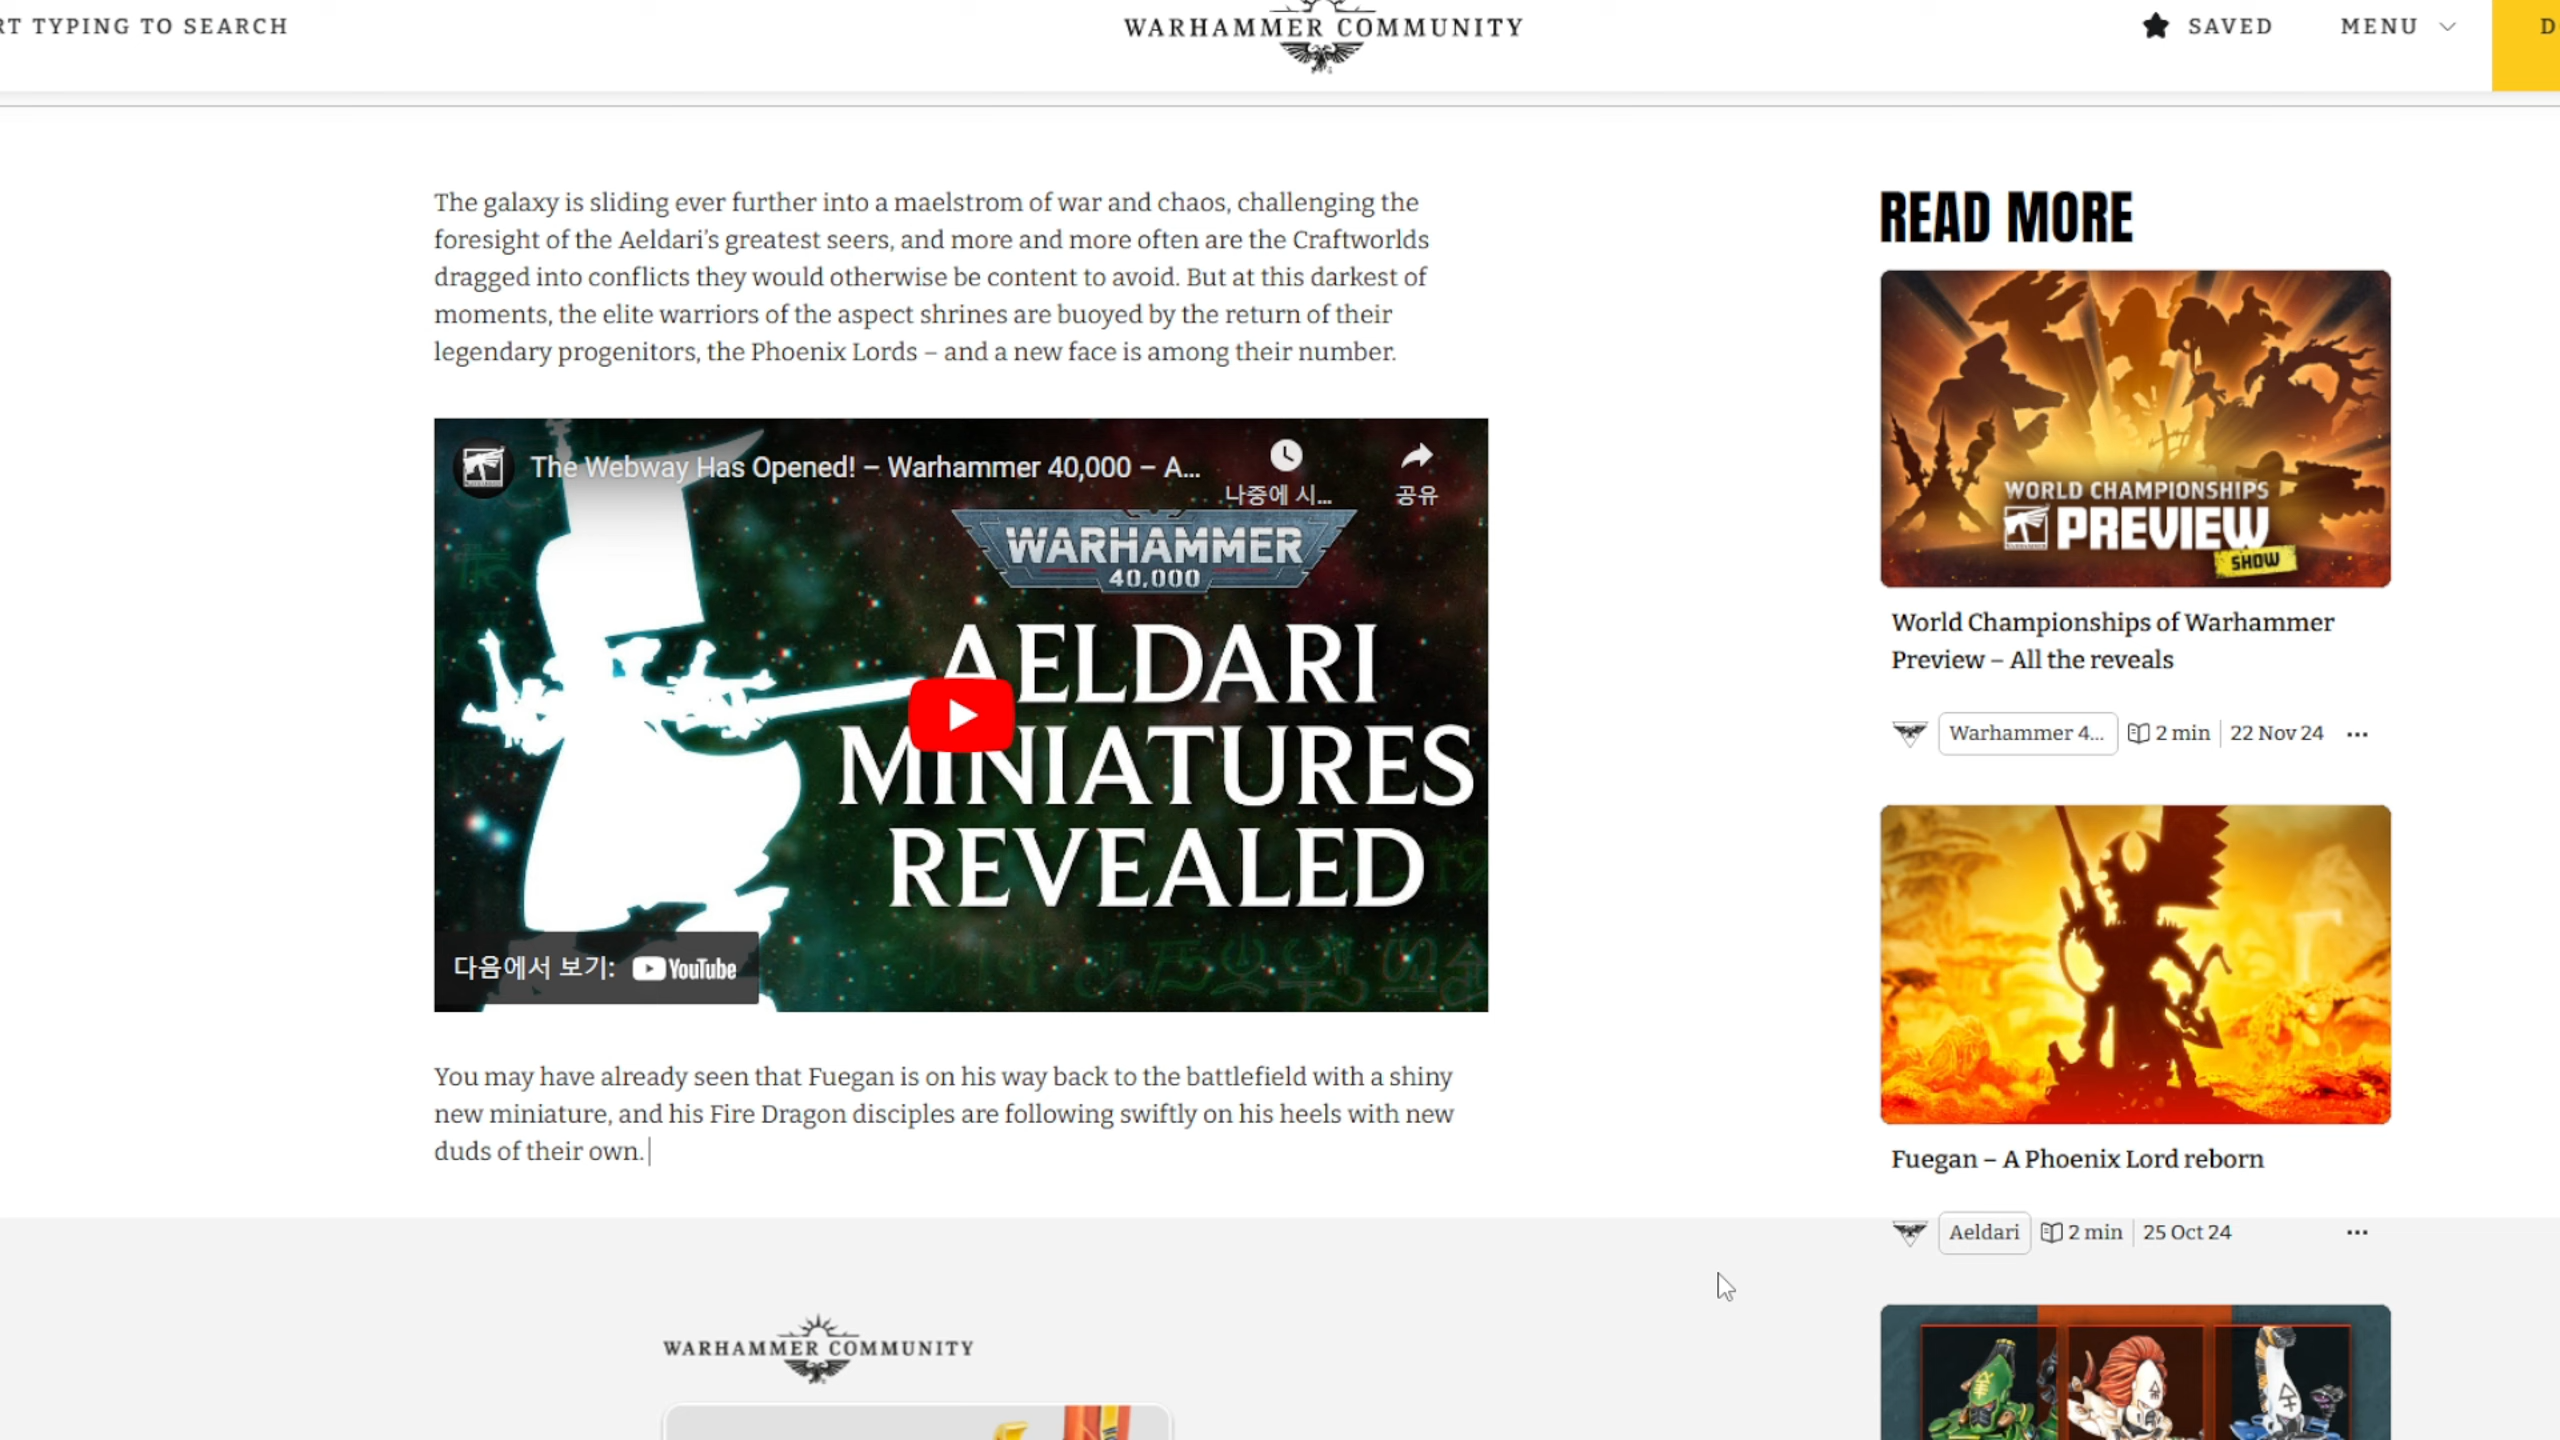 RT TYPING TO SEARCH
WARHAMMER COMMUNITY
SAVED
MENU
D
The galaxy is sliding ever further into a maelstrom of war and chaos, challenging the
foresight of the Aeldari’s greatest seers, and more and more often are the Craftworlds
dragged into conflicts they would otherwise be content to avoid. But at this darkest of
moments, the elite warriors of the aspect shrines are buoyed by the return of their
legendary progenitors, the Phoenix Lords – and a new face is among their number.
The Webway Has Opened! – Warhammer 40,000 – A...
나중에 시...
공유
WARHAMMER
40,000
AELDARI
MINIATURES
REVEALED
다음에서 보기: YouTube
You may have already seen that Fuegan is on his way back to the battlefield with a shiny
new miniature, and his Fire Dragon disciples are following swiftly on his heels with new
duds of their own.
WARHAMMER COMMUNITY
READ MORE
WORLD CHAMPIONSHIPS
PREVIEW
SHOW
World Championships of Warhammer
Preview – All the reveals
Warhammer 4... 2 min 22 Nov 24
Fuegan – A Phoenix Lord reborn
Aeldari 2 min 25 Oct 24